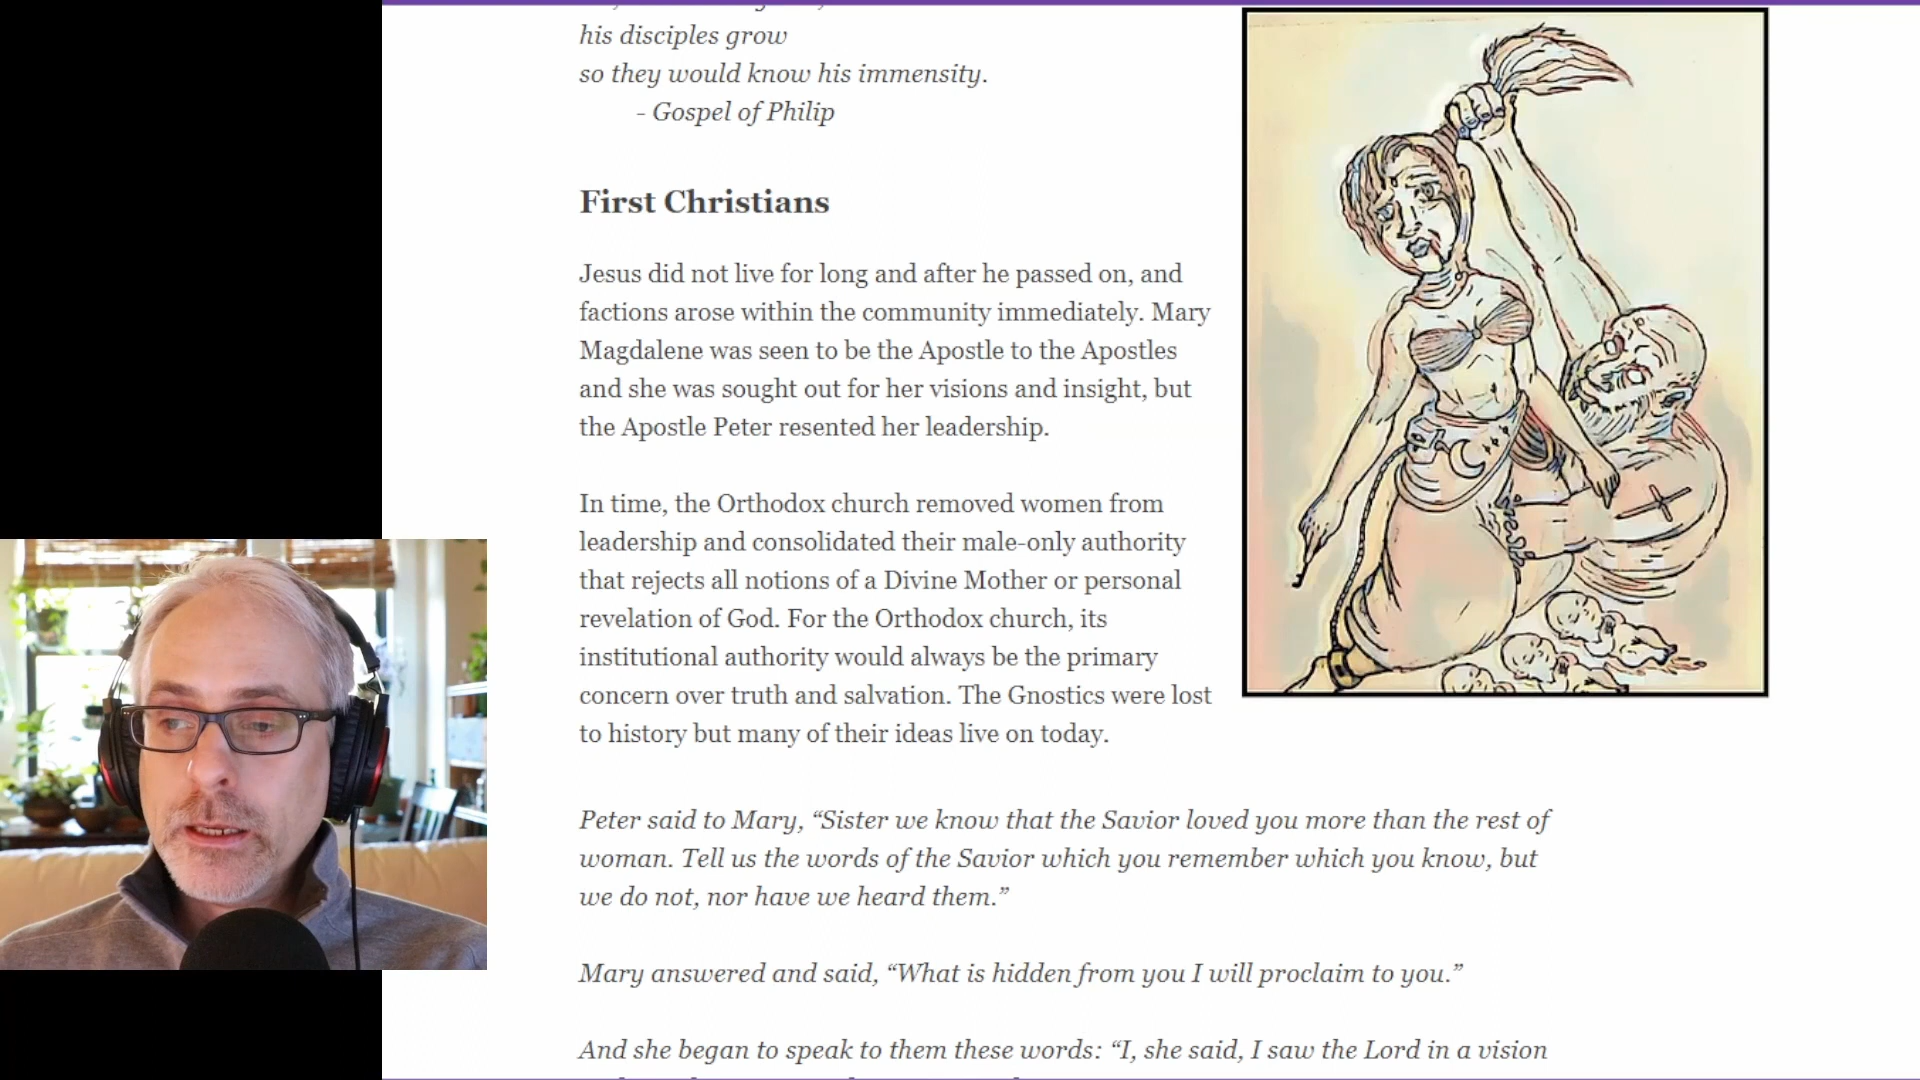 his disciples grow
so they would know his immensity.
- Gospel of Philip
First Christians
Jesus did not live for long and after he passed on, and
factions arose within the community immediately. Mary
Magdalene was seen to be the Apostle to the Apostles
and she was sought out for her visions and insight, but
the Apostle Peter resented her leadership.
In time, the Orthodox church removed women from
leadership and consolidated their male-only authority
that rejects all notions of a Divine Mother or personal
revelation of God. For the Orthodox church, its
institutional authority would always be the primary
concern over truth and salvation. The Gnostics were lost
to history but many of their ideas live on today.
Peter said to Mary, “Sister we know that the Savior loved you more than the rest of
woman. Tell us the words of the Savior which you remember which you know, but
we do not, nor have we heard them.”
Mary answered and said, “What is hidden from you I will proclaim to you.”
And she began to speak to them these words: “I, she said, I saw the Lord in a vision